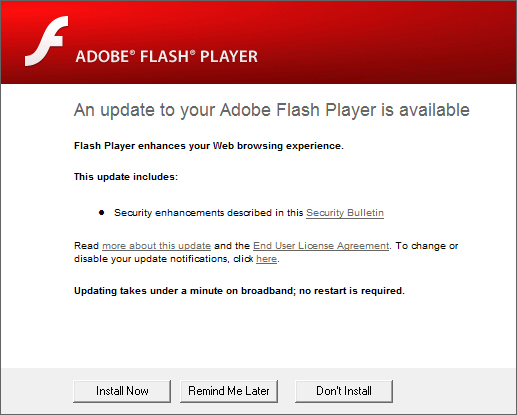 ADOBE® FLASH® PLAYER
An update to your Adobe Flash Player is available
Flash Player enhances your Web browsing experience.
This update includes:
● Security enhancements described in this Security Bulletin
Read more about this update and the End User License Agreement. To change or
disable your update notifications, click here.
Updating takes under a minute on broadband; no restart is required.
Install Now Remind Me Later Don't Install